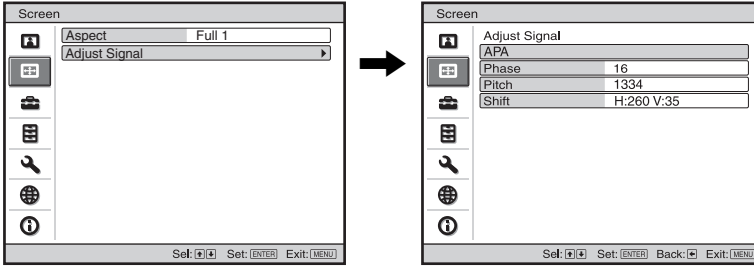 Screen
Aspect Full 1
Adjust Signal
Sel: Set: ENTER Exit: MENU
Screen
Adjust Signal
APA
Phase 16
Pitch 1334
Shift H:260 V:35
Sel: Set: ENTER Back: Exit: MENU